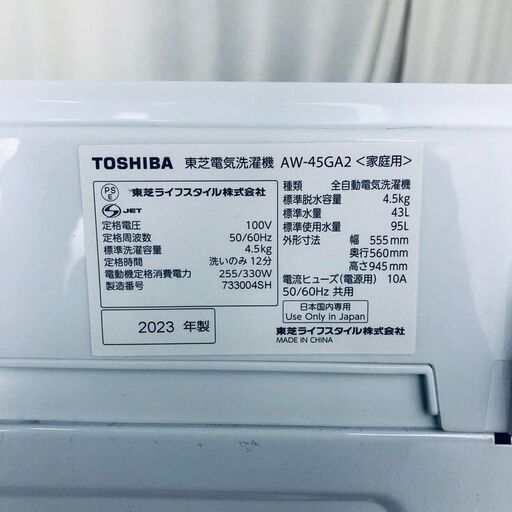 TOSHIBA 東芝電気洗濯機 AW-45GA2 <家庭用>
PS
E
東芝ライフスタイル株式会社
S JET
定格電圧 100V
定格周波数 50/60Hz
標準洗濯容量 4.5kg
定格時間 洗いのみ 12分
電動機定格消費電力 255/330W
製造番号 733004SH
2023 年製
種類 全自動電気洗濯機
標準脱水容量 4.5kg
標準水量 43L
標準使用水量 95L
外形寸法 幅 555mm
奥行560mm
高さ945mm
電流ヒューズ(電源用) 10A
50/60Hz 共用
日本国内専用
Use Only in Japan
東芝ライフスタイル株式会社
MADE IN CHINA